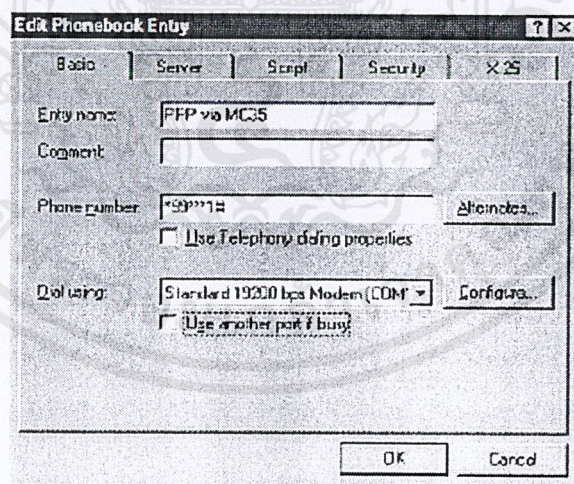 Edit Phonebook Entry ? ×
Basic Server Script Security X.25
Entry name: PPP via MC35
Comment:
Phone number: *99***1# Alternates...
Use Telephony dialing properties
Dial using: Standard 19200 bps Modem (COM1 Configure...
Use another port if busy
OK Cancel